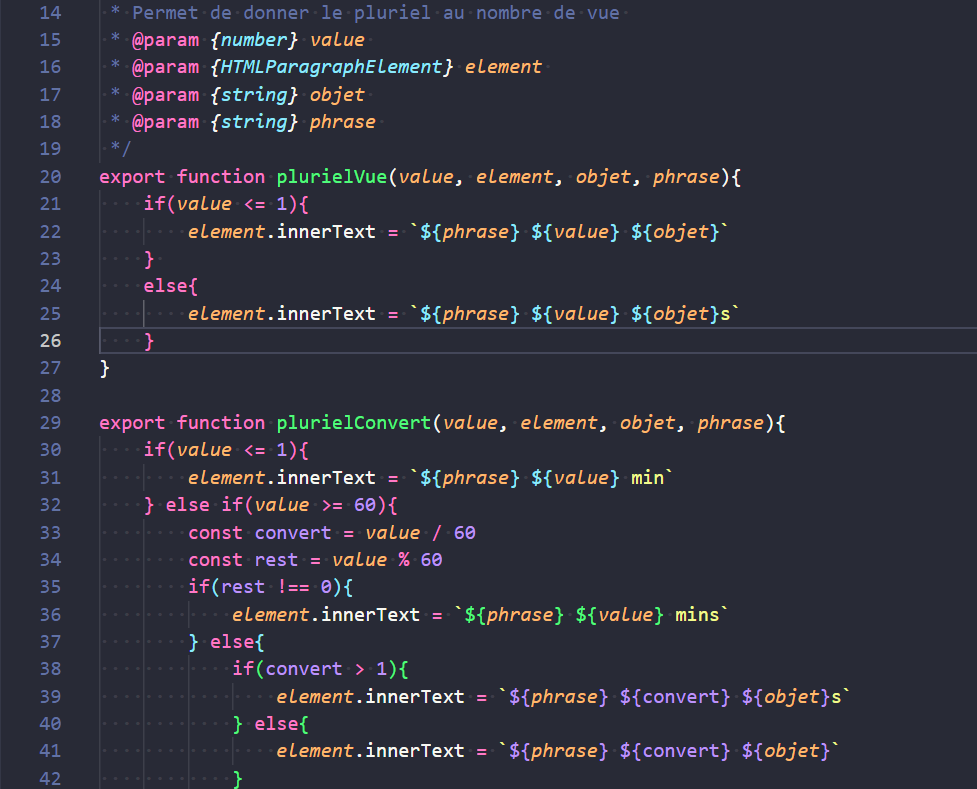 14 * Permet de donner le pluriel au nombre de vue
15 * @param {number} value
16 * @param {HTMLParagraphElement} element
17 * @param {string} objet
18 * @param {string} phrase
19 */
20 export function plurielVue(value, element, objet, phrase){
21 if(value <= 1){
22 element.innerText = `${phrase} ${value} ${objet}`
23 }
24 else{
25 element.innerText = `${phrase} ${value} ${objet}s`
26 }
27 }
28
29 export function plurielConvert(value, element, objet, phrase){
30 if(value <= 1){
31 element.innerText = `${phrase} ${value} min`
32 } else if(value >= 60){
33 const convert = value / 60
34 const rest = value % 60
35 if(rest !== 0){
36 element.innerText = `${phrase} ${value} mins`
37 } else{
38 if(convert > 1){
39 element.innerText = `${phrase} ${convert} ${objet}s`
40 } else{
41 element.innerText = `${phrase} ${convert} ${objet}`
42 }